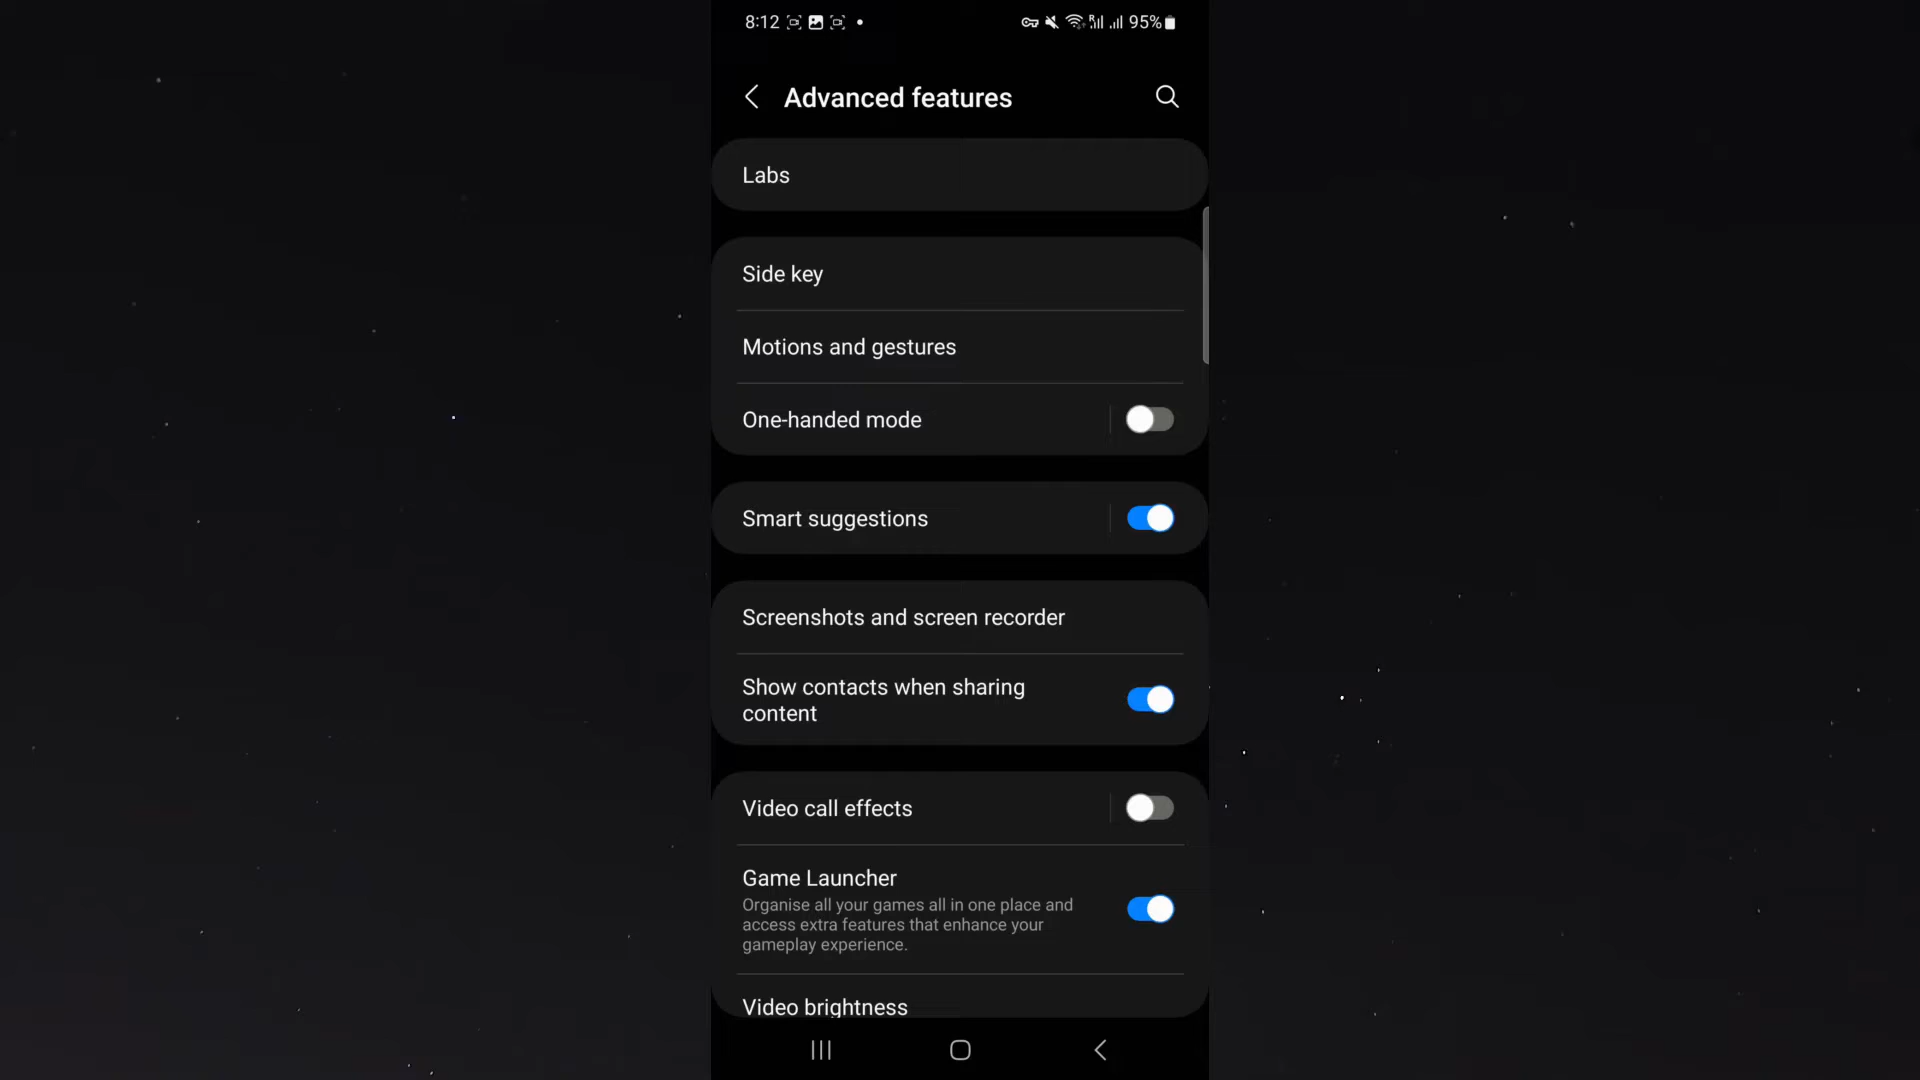 8:12
95%
Advanced features
Labs
Side key
Motions and gestures
One-handed mode
Smart suggestions
Screenshots and screen recorder
Show contacts when sharing
content
Video call effects
Game Launcher
Organise all your games all in one place and
access extra features that enhance your
gameplay experience.
Video brightness